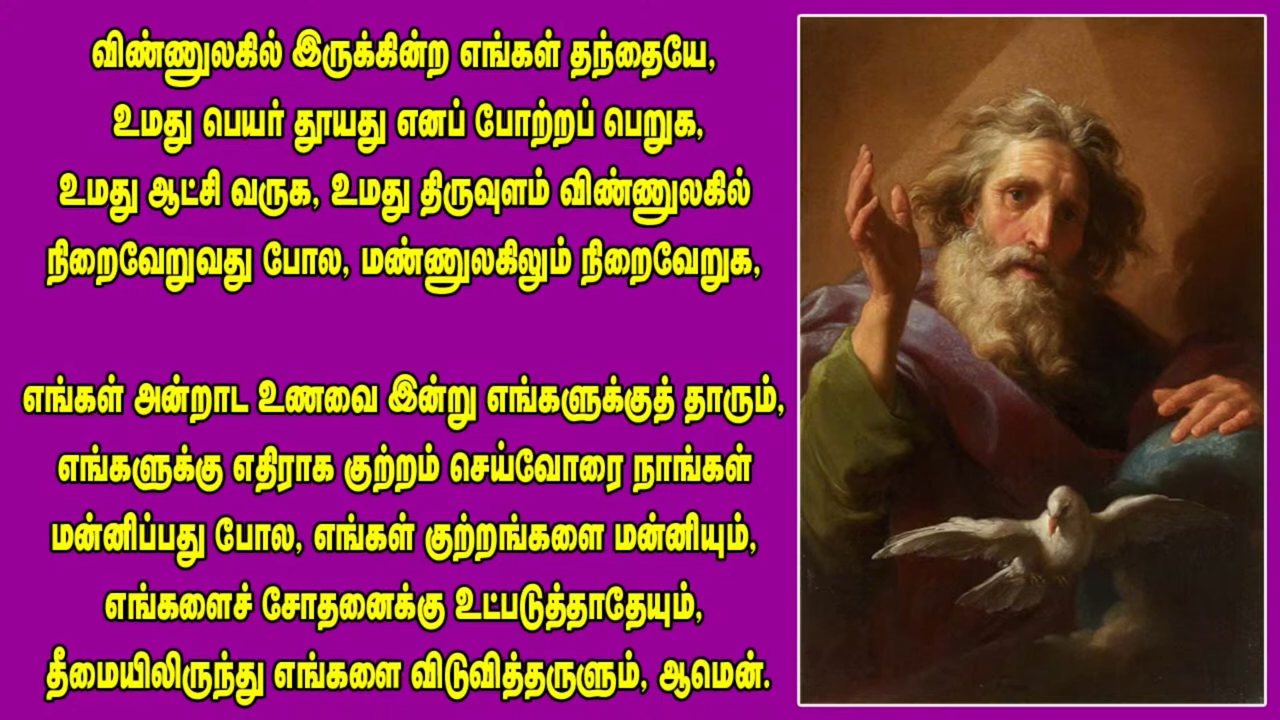 விண்ணுலகில் இருக்கின்ற எங்கள் தந்தையே,
உமது பெயர் தூயது எனப் போற்றப் பெறுக,
உமது ஆட்சி வருக, உமது திருவுளம் விண்ணுலகில்
நிறைவேறுவது போல, மண்ணுலகிலும் நிறைவேறுக,
எங்கள் அன்றாட உணவை இன்று எங்களுக்குத் தாரும்,
எங்களுக்கு எதிராக குற்றம் செய்வோரை நாங்கள்
மன்னிப்பது போல, எங்கள் குற்றங்களை மன்னியும்,
எங்களைச் சோதனைக்கு உட்படுத்தாதேயும்,
தீமையிலிருந்து எங்களை விடுவித்தருளும், ஆமென்.